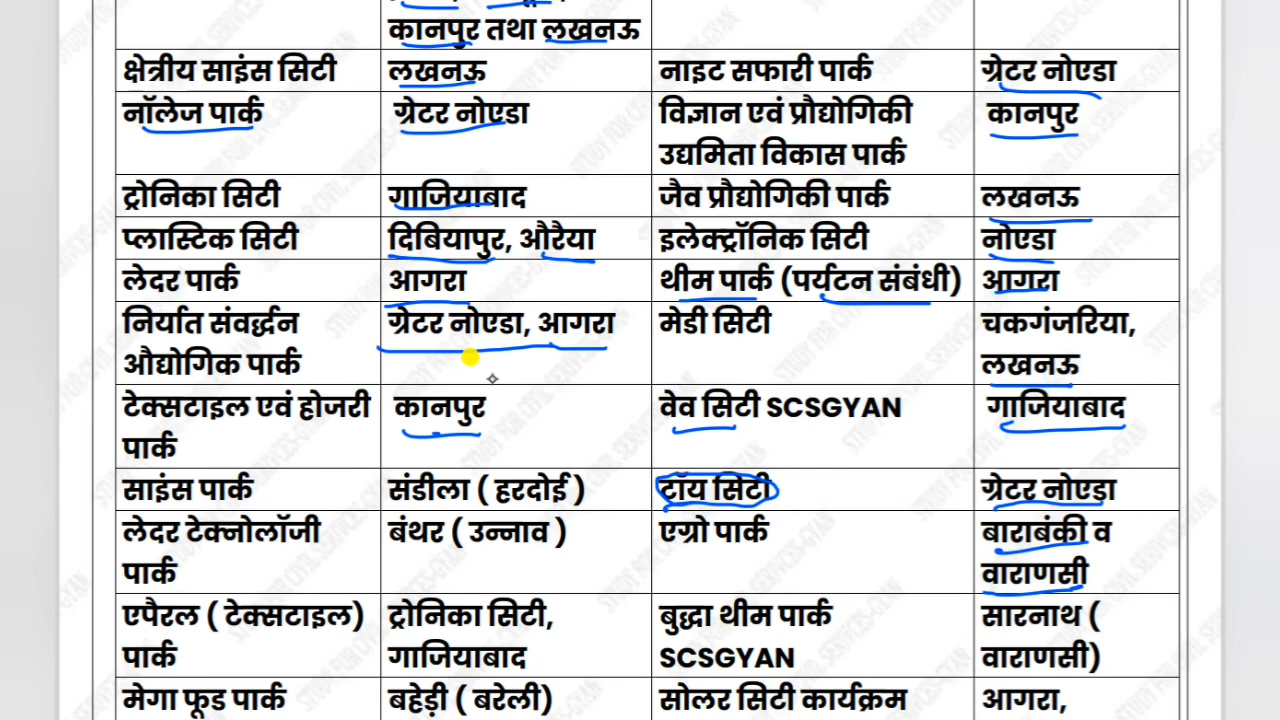 कानपुर तथा लखनऊ
क्षेत्रीय साइंस सिटी लखनऊ नाइट सफारी पार्क ग्रेटर नोएडा
नॉलेज पार्क ग्रेटर नोएडा विज्ञान एवं प्रौद्योगिकी कानपुर
उद्यमिता विकास पार्क
ट्रोनिका सिटी गाजियाबाद जैव प्रौद्योगिकी पार्क लखनऊ
प्लास्टिक सिटी दिबियापुर, औरैया इलेक्ट्रॉनिक सिटी नोएडा
लेदर पार्क आगरा थीम पार्क (पर्यटन संबंधी) आगरा
निर्यात संवर्द्धन ग्रेटर नोएडा, आगरा मेडी सिटी चकगंजरिया,
औद्योगिक पार्क लखनऊ
टेक्सटाइल एवं होजरी कानपुर वेव सिटी SCSGYAN गाजियाबाद
पार्क
साइंस पार्क संडीला ( हरदोई ) टॉय सिटी ग्रेटर नोएडा
लेदर टेक्नोलॉजी बंथर ( उन्नाव ) एग्रो पार्क बाराबंकी व
पार्क वाराणसी
एपैरल ( टेक्सटाइल) ट्रोनिका सिटी, बुद्धा थीम पार्क सारनाथ (
पार्क गाजियाबाद SCSGYAN वाराणसी)
मेगा फूड पार्क बहेड़ी ( बरेली) सोलर सिटी कार्यक्रम आगरा,